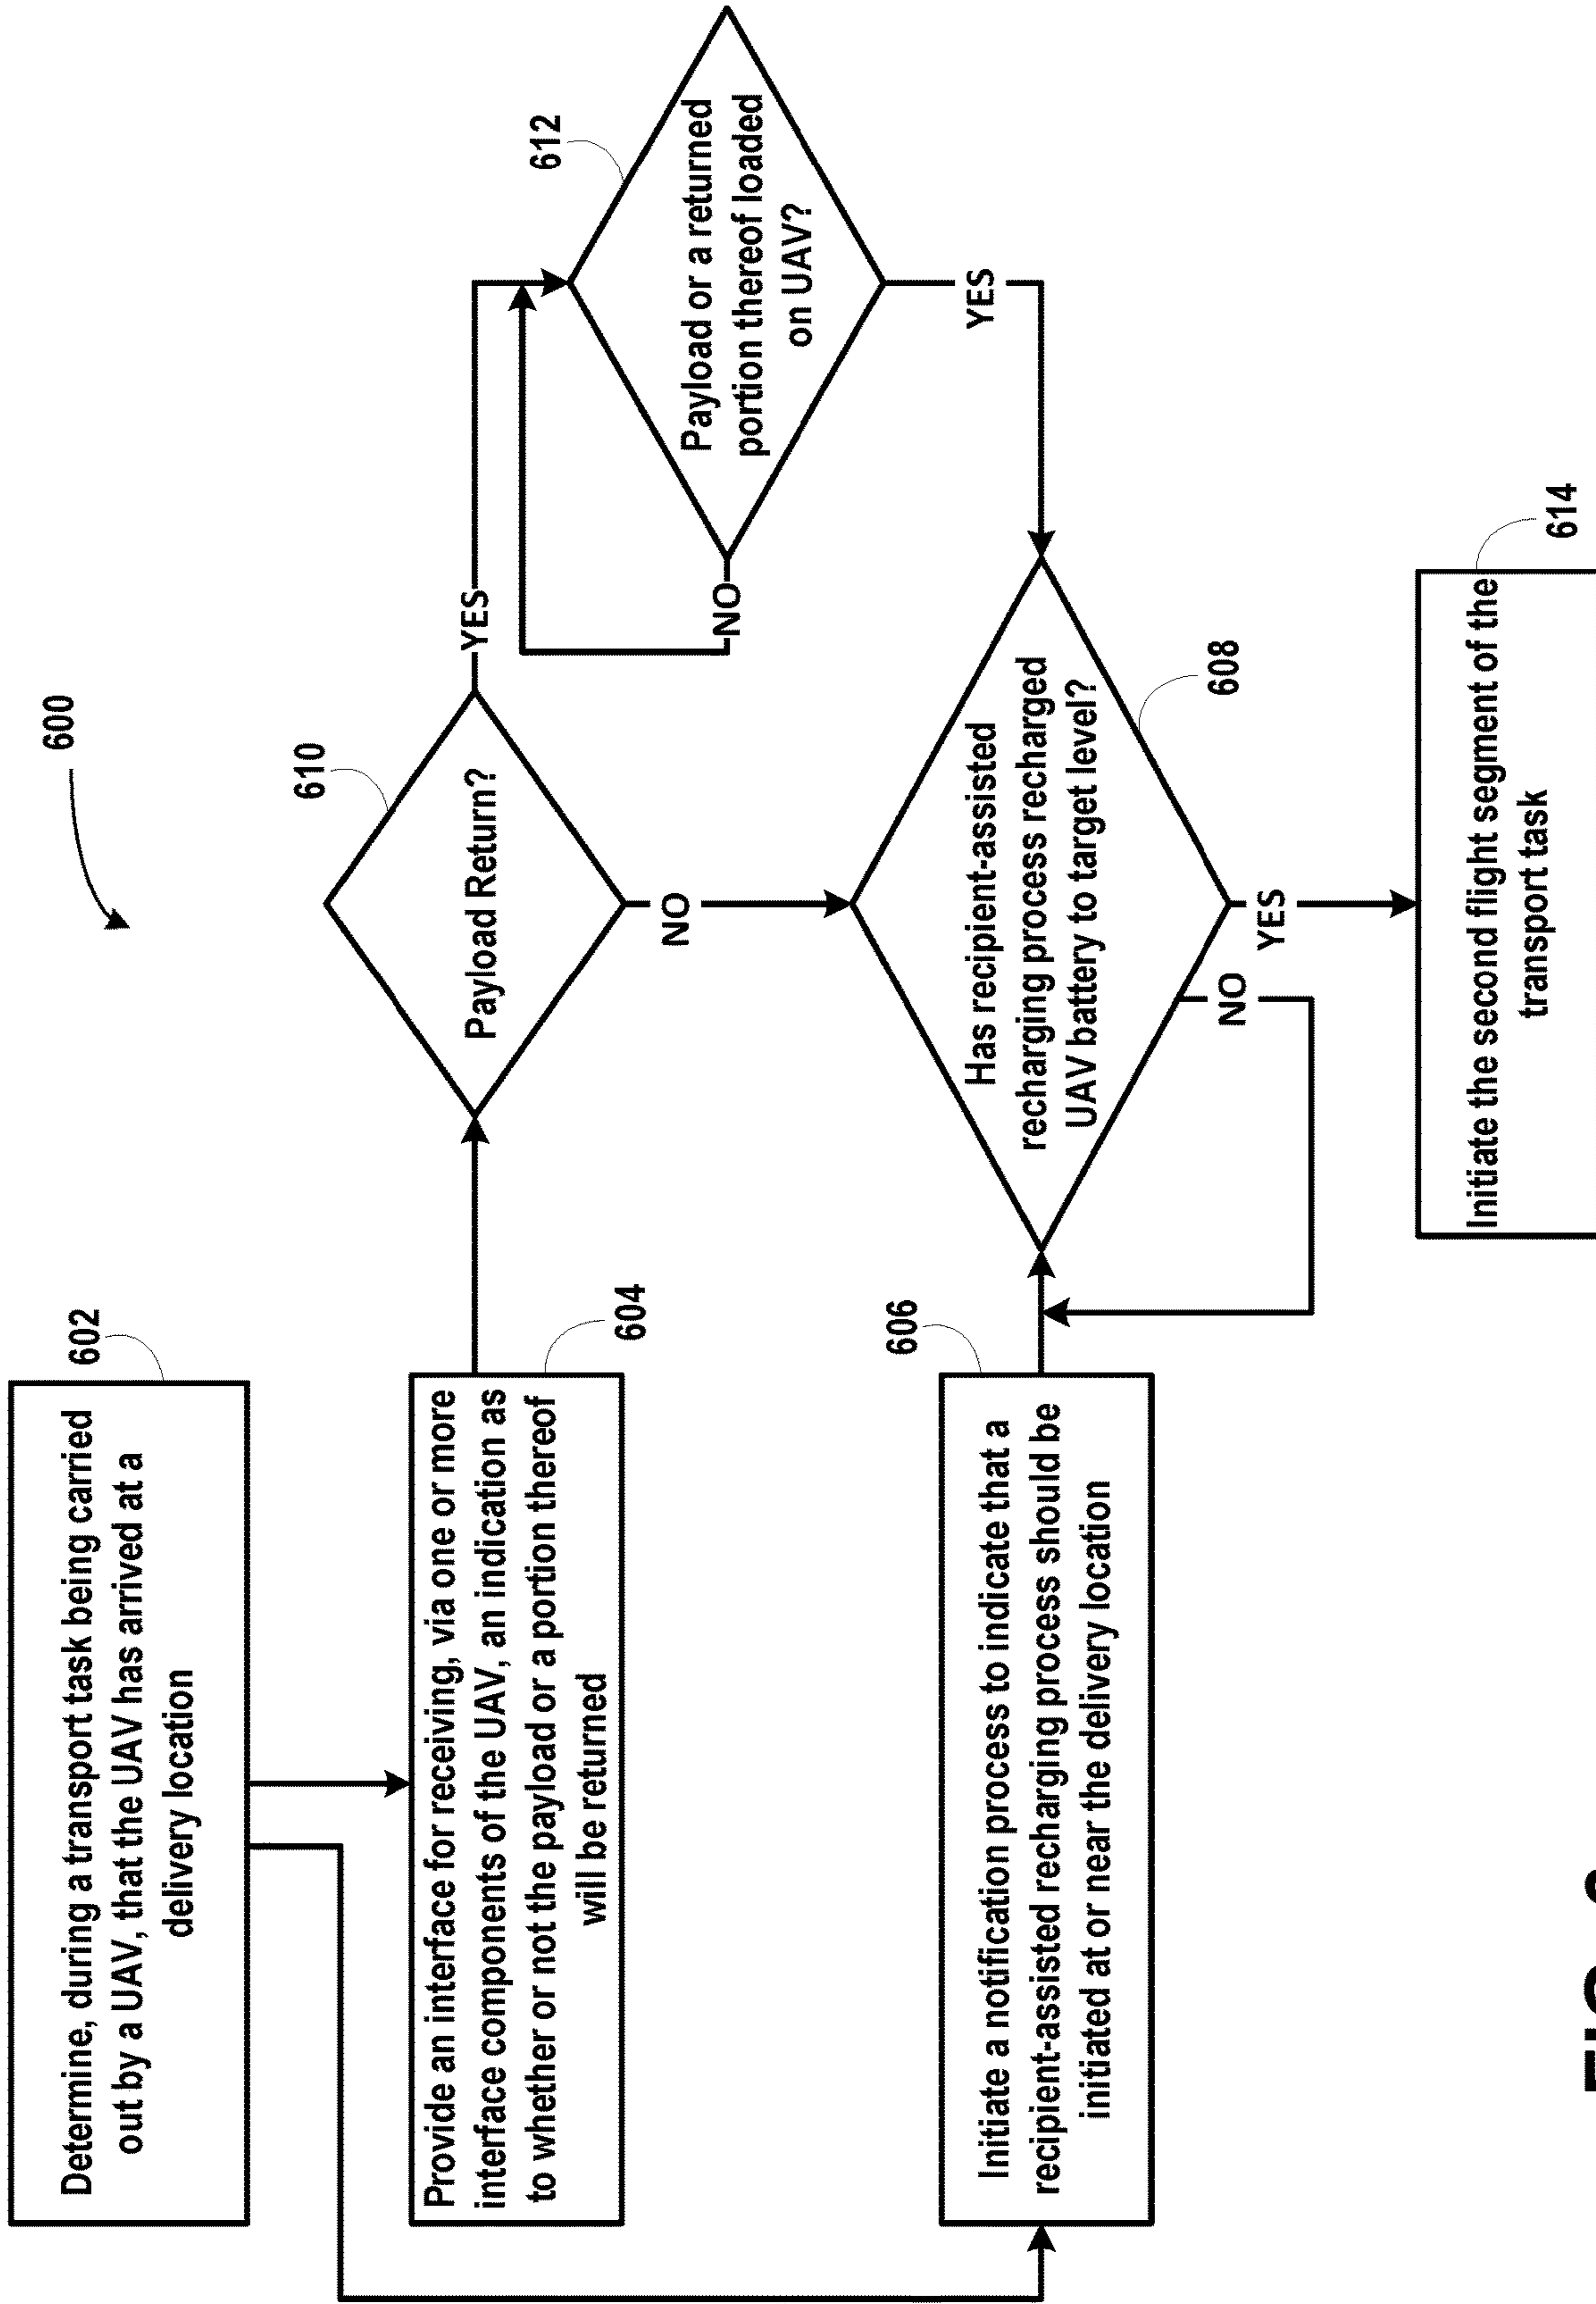 600
602
Determine, during a transport task being carried
out by a UAV, that the UAV has arrived at a
delivery location
604
Provide an interface for receiving, via one or more
interface components of the UAV, an indication as
to whether or not the payload or a portion thereof
will be returned
610
Payload Return?
YES
NO
612
Payload or a returned
portion thereof loaded
on UAV?
NO
YES
606
Initiate a notification process to indicate that a
recipient-assisted recharging process should be
initiated at or near the delivery location
608
Has recipient-assisted
recharging process recharged
UAV battery to target level?
NO
YES
614
Initiate the second flight segment of the
transport task